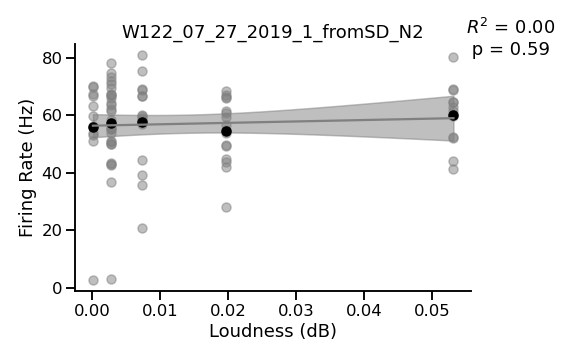 W122_07_27_2019_1_fromSD_N2
R² = 0.00
p = 0.59
Firing Rate (Hz)
80
60
40
20
0
0.00 0.01 0.02 0.03 0.04 0.05
Loudness (dB)